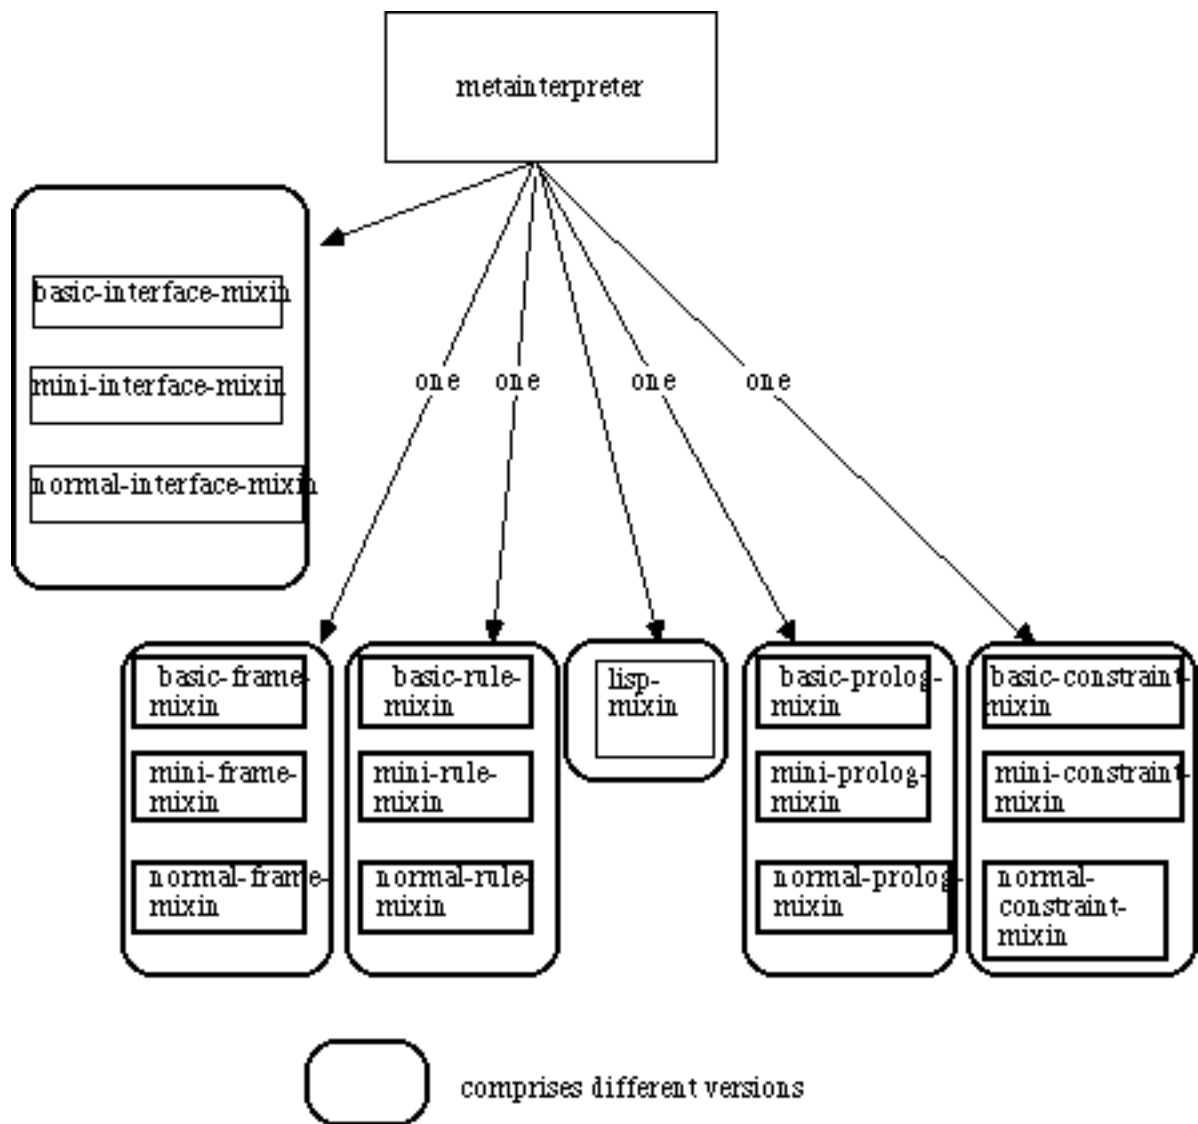 metainterpreter
basic-interface-mixin
mini-interface-mixin
normal-interface-mixin
one
one
one
one
basic-frame-
mixin
mini-frame-
mixin
normal-frame-
mixin
basic-rule-
mixin
mini-rule-
mixin
normal-rule-
mixin
lisp-
mixin
basic-prolog-
mixin
mini-prolog-
mixin
normal-prolog-
mixin
basic-constraint-
mixin
mini-constraint-
mixin
normal-
constraint-
mixin
comprises different versions